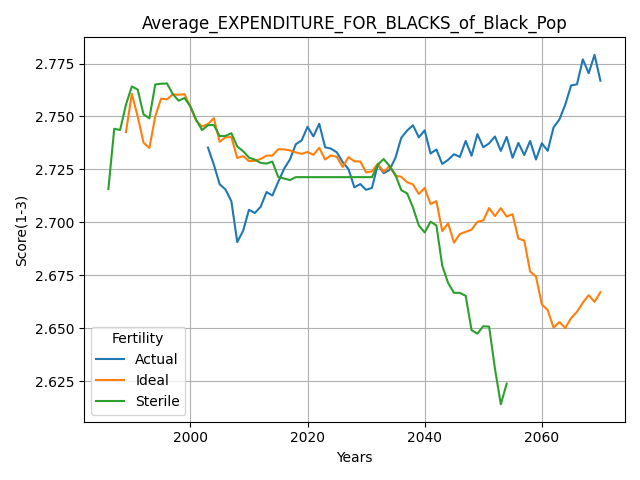 Average_EXPENDITURE_FOR_BLACKS_of_Black_Pop
Score(1-3)
2.775
2.750
2.725
2.700
2.675
2.650
2.625
Fertility
Actual
Ideal
Sterile
2000
2020
2040
2060
Years